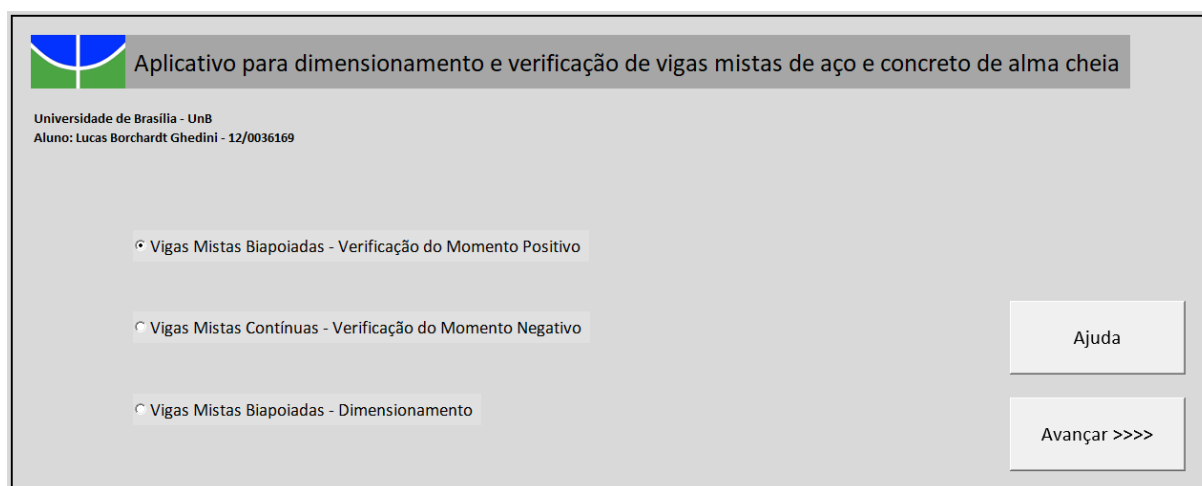 Aplicativo para dimensionamento e verificação de vigas mistas de aço e concreto de alma cheia
Universidade de Brasília - UnB
Aluno: Lucas Borchardt Ghedini - 12/0036169
Vigas Mistas Biapoiadas - Verificação do Momento Positivo
Vigas Mistas Contínuas - Verificação do Momento Negativo
Ajuda
Vigas Mistas Biapoiadas - Dimensionamento
Avançar >>>>